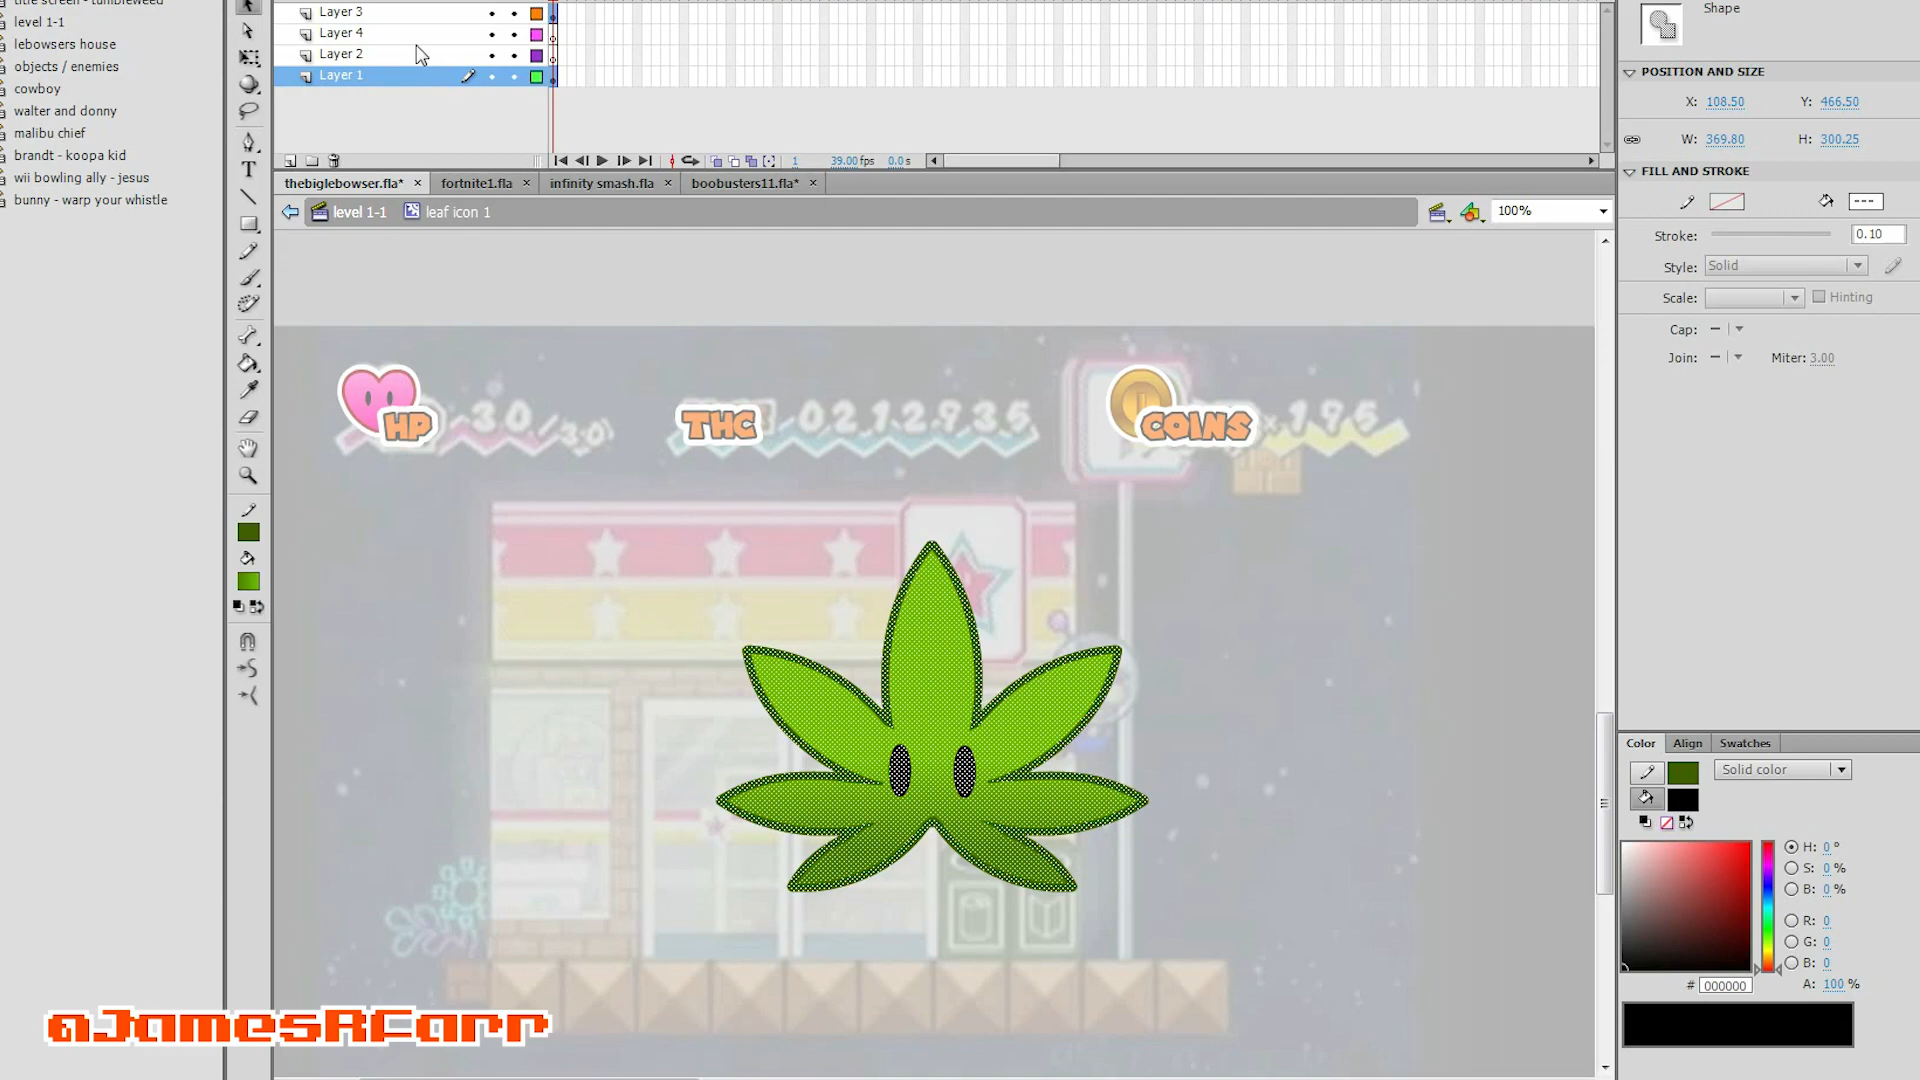 title screen - tumbleweed
level 1-1
lebowsers house
objects / enemies
cowboy
walter and donny
malibu chief
brandt - koopa kid
wii bowling ally - jesus
bunny - warp your whistle
Layer 3
Layer 4
Layer 2
Layer 1
1 39.00 fps 0.0 s
thebiglebowser.fla* × fortnite1.fla × infinity smash.fla × boobusters11.fla* ×
level 1-1 leaf icon 1 100%
HP 30/30
THC 0212935
COINS ×195
@JamesRFarr
Shape
POSITION AND SIZE
X: 108.50 Y: 466.50
W: 369.80 H: 300.25
FILL AND STROKE
Stroke: 0.10
Style: Solid
Scale: Hinting
Cap:
Join: Miter: 3.00
Color Align Swatches
Solid color
H: 0 °
S: 0 %
B: 0 %
R: 0
G: 0
B: 0
# 000000 A: 100 %